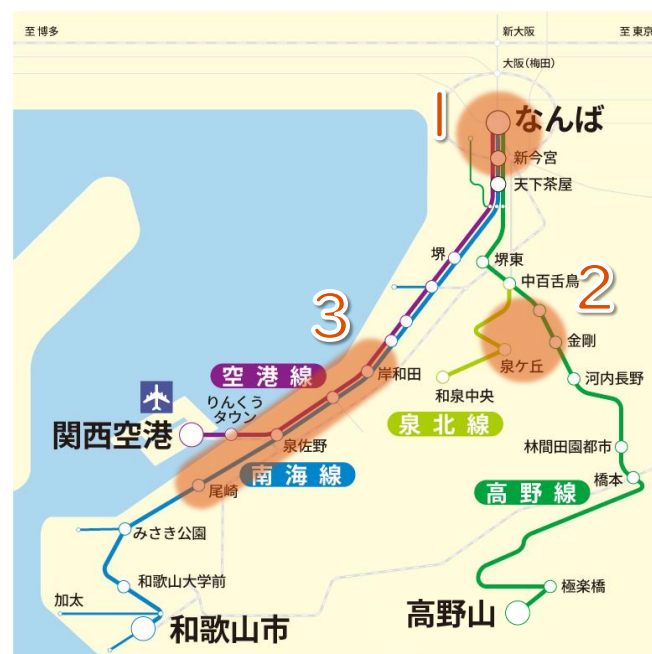 至博多
新大阪
至東京
大阪(梅田)
1
なんば
新今宮
天下茶屋
堺
堺東
中百舌鳥
2
3
金剛
岸和田
泉ケ丘
空港線
河内長野
りんくう
タウン
和泉中央
関西空港
泉北線
泉佐野
林間田園都市
南海線
橋本
尾崎
高野線
みさき公園
和歌山大学前
極楽橋
加太
高野山
和歌山市